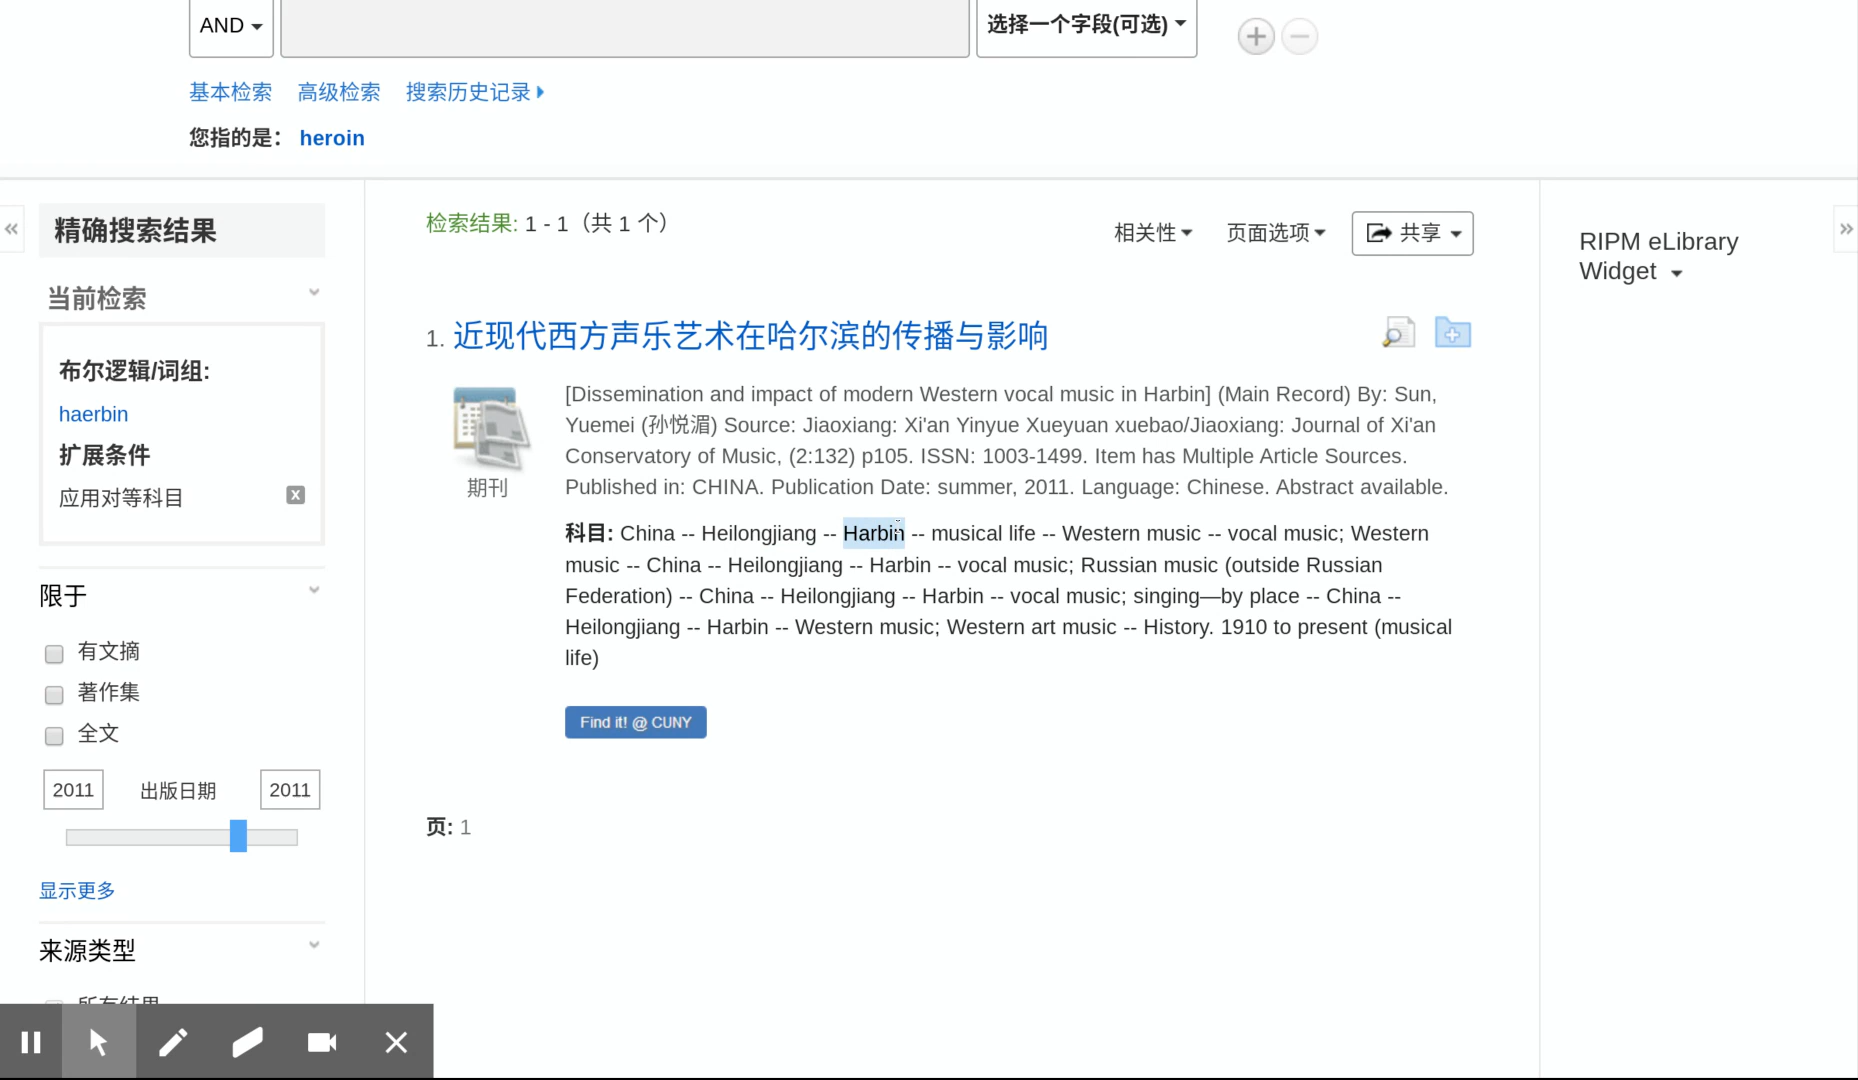 AND
选择一个字段(可选)
基本检索 高级检索 搜索历史记录
您指的是: heroin
精确搜索结果
当前检索
布尔逻辑/词组:
haerbin
扩展条件
应用对等科目
限于
有文摘
著作集
全文
2011 出版日期 2011
显示更多
来源类型
所有结果
检索结果: 1 - 1（共 1 个）
相关性 页面选项 共享
1. 近现代西方声乐艺术在哈尔滨的传播与影响
期刊
[Dissemination and impact of modern Western vocal music in Harbin] (Main Record) By: Sun,
Yuemei (孙悦湄) Source: Jiaoxiang: Xi'an Yinyue Xueyuan xuebao/Jiaoxiang: Journal of Xi'an
Conservatory of Music, (2:132) p105. ISSN: 1003-1499. Item has Multiple Article Sources.
Published in: CHINA. Publication Date: summer, 2011. Language: Chinese. Abstract available.
科目: China -- Heilongjiang -- Harbin -- musical life -- Western music -- vocal music; Western
music -- China -- Heilongjiang -- Harbin -- vocal music; Russian music (outside Russian
Federation) -- China -- Heilongjiang -- Harbin -- vocal music; singing—by place -- China --
Heilongjiang -- Harbin -- Western music; Western art music -- History. 1910 to present (musical
life)
Find it! @ CUNY
页: 1
RIPM eLibrary
Widget